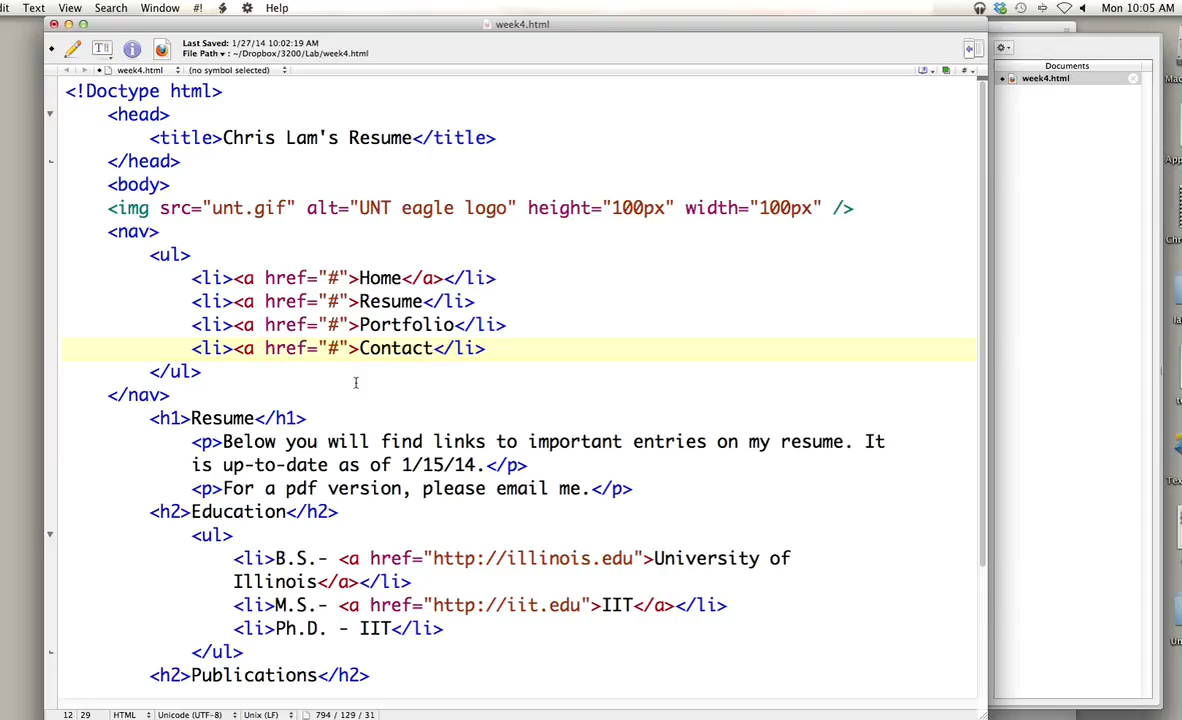 Text View Search Window #! Help Mon 10:05 AM
week4.html
Last Saved: 1/27/14 10:02:19 AM
File Path ▾ : ~/Dropbox/3200/Lab/week4.html
week4.html (no symbol selected) #
Documents
week4.html
<!Doctype html>
<head>
<title>Chris Lam's Resume</title>
</head>
<body>
<img src="unt.gif" alt="UNT eagle logo" height="100px" width="100px" />
<nav>
<ul>
<li><a href="#">Home</a></li>
<li><a href="#">Resume</li>
<li><a href="#">Portfolio</li>
<li><a href="#">Contact</li>
</ul>
</nav>
<h1>Resume</h1>
<p>Below you will find links to important entries on my resume. It
is up-to-date as of 1/15/14.</p>
<p>For a pdf version, please email me.</p>
<h2>Education</h2>
<ul>
<li>B.S.- <a href="http://illinois.edu">University of
Illinois</a></li>
<li>M.S.- <a href="http://iit.edu">IIT</a></li>
<li>Ph.D. - IIT</li>
</ul>
<h2>Publications</h2>
12 29 HTML Unicode (UTF-8) Unix (LF) 794 / 129 / 31